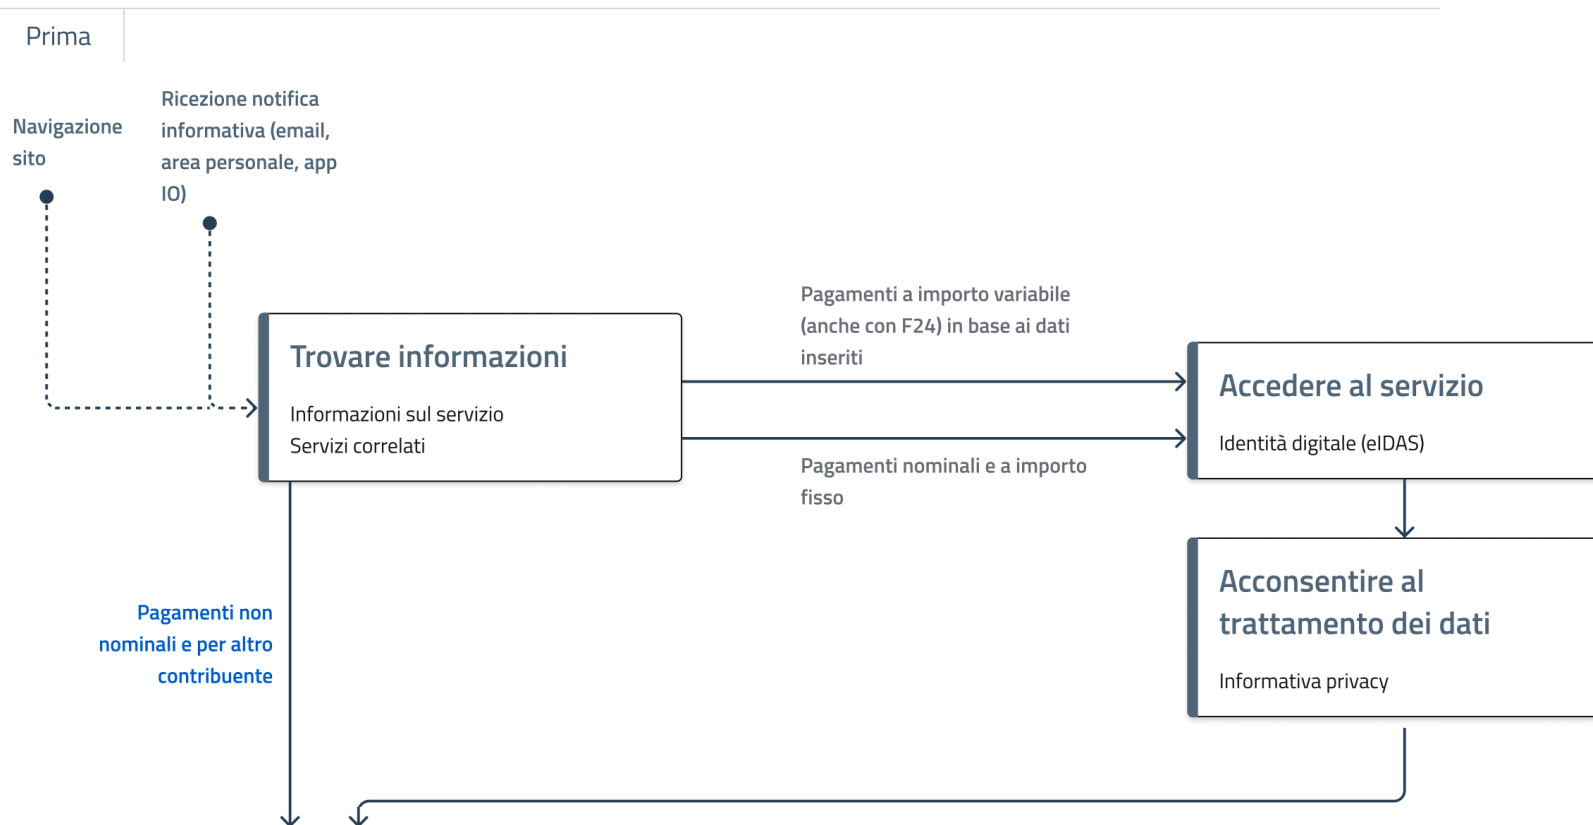 Prima
Navigazione
sito
Ricezione notifica
informativa (email,
area personale, app
IO)
Trovare informazioni
Informazioni sul servizio
Servizi correlati
Pagamenti a importo variabile
(anche con F24) in base ai dati
inseriti
Pagamenti nominali e a importo
fisso
Accedere al servizio
Identità digitale (eIDAS)
Acconsentire al
trattamento dei dati
Informativa privacy
Pagamenti non
nominali e per altro
contribuente